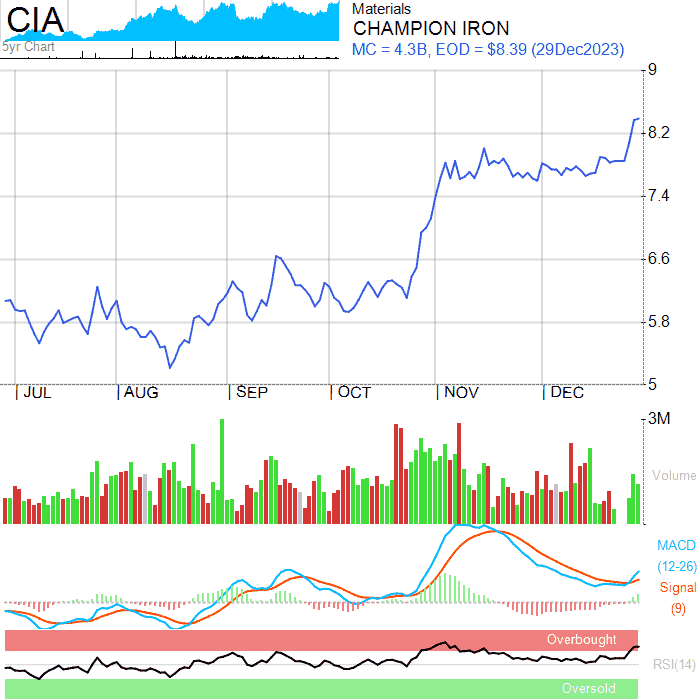 CIA
5yr Chart
Materials
CHAMPION IRON
MC = 4.3B, EOD = $8.39 (29Dec2023)
9
8.2
7.4
6.6
5.8
5
JUL AUG SEP OCT NOV DEC
3M
Volume
MACD
(12-26)
Signal
(9)
Overbought
RSI(14)
Oversold